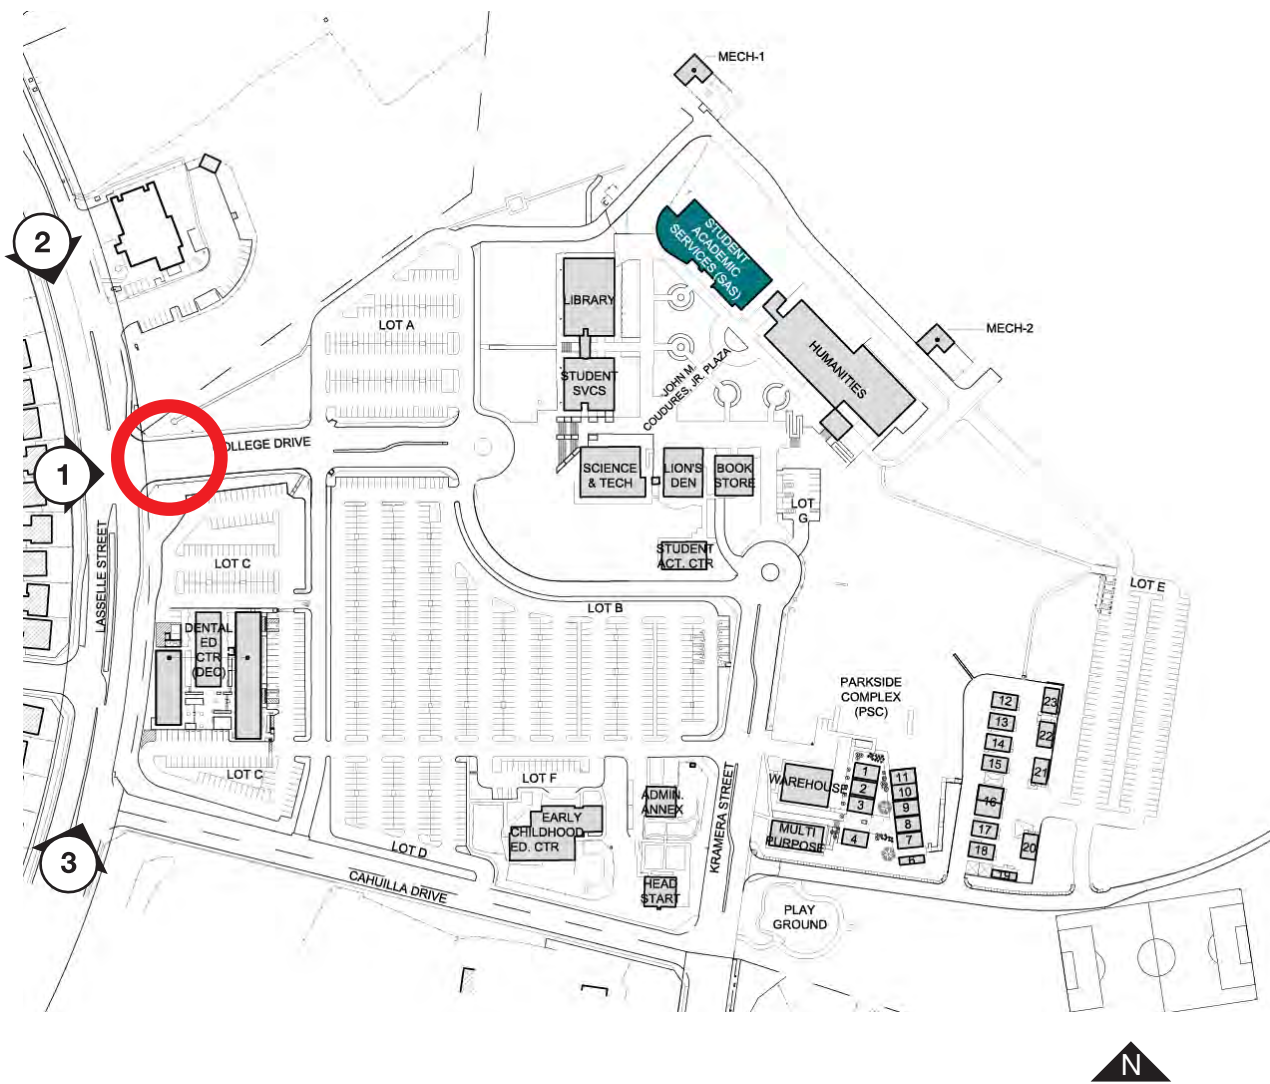 MECH-1
STUDENT
ACADEMIC
SERVICES (SAS)
2
LIBRARY
LOT A
MECH-2
HUMANITIES
JOHN M.
COUDURES, JR. PLAZA
STUDENT
SVCS
OLLEGE DRIVE
1
SCIENCE
& TECH
LION'S
DEN
BOOK
STORE
LOT
G
STUDENT
ACT. CTR
LOT C
LASSELLE STREET
LOT B
LOT E
DENTAL
ED
CTR
(DEC)
PARKSIDE
COMPLEX
(PSC)
12
13
14
15
16
17
18
19
20
21
22
23
LOT C
LOT F
WAREHOUSE
1
2
3
4
11
10
9
8
7
6
ADMIN.
ANNEX
KRAMERA STREET
EARLY
CHILDHOOD
ED. CTR
MULTI
PURPOSE
LOT D
3
CAHUILLA DRIVE
HEAD
START
PLAY
GROUND
N